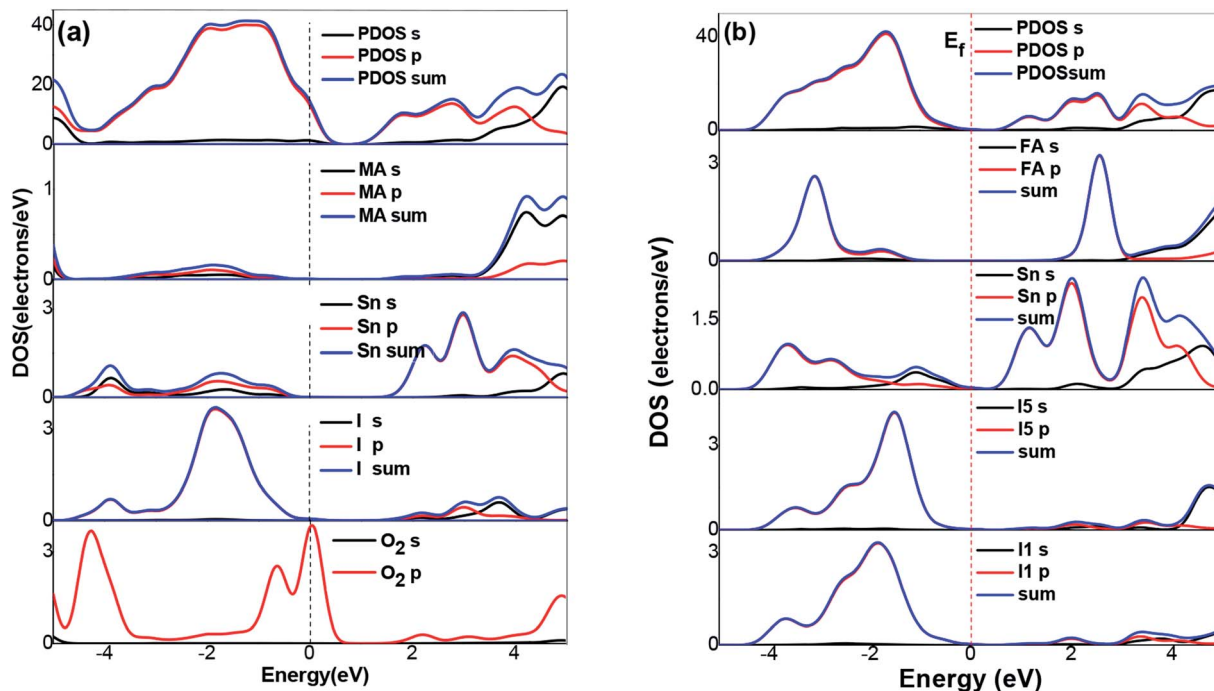 (a)
DOS(electrons/eV)
40
20
0
PDOS s
PDOS p
PDOS sum
1
0
MA s
MA p
MA sum
3
0
Sn s
Sn p
Sn sum
3
0
I s
I p
I sum
3
0
O2 s
O2 p
-4
-2
0
2
4
Energy(eV)
(b)
DOS (electrons/eV)
Ef
40
0
PDOS s
PDOS p
PDOSsum
3
0
FA s
FA p
sum
1.5
0.0
Sn s
Sn p
sum
3
0
I5 s
I5 p
sum
3
0
I1 s
I1 p
sum
-4
-2
0
2
4
Energy (eV)